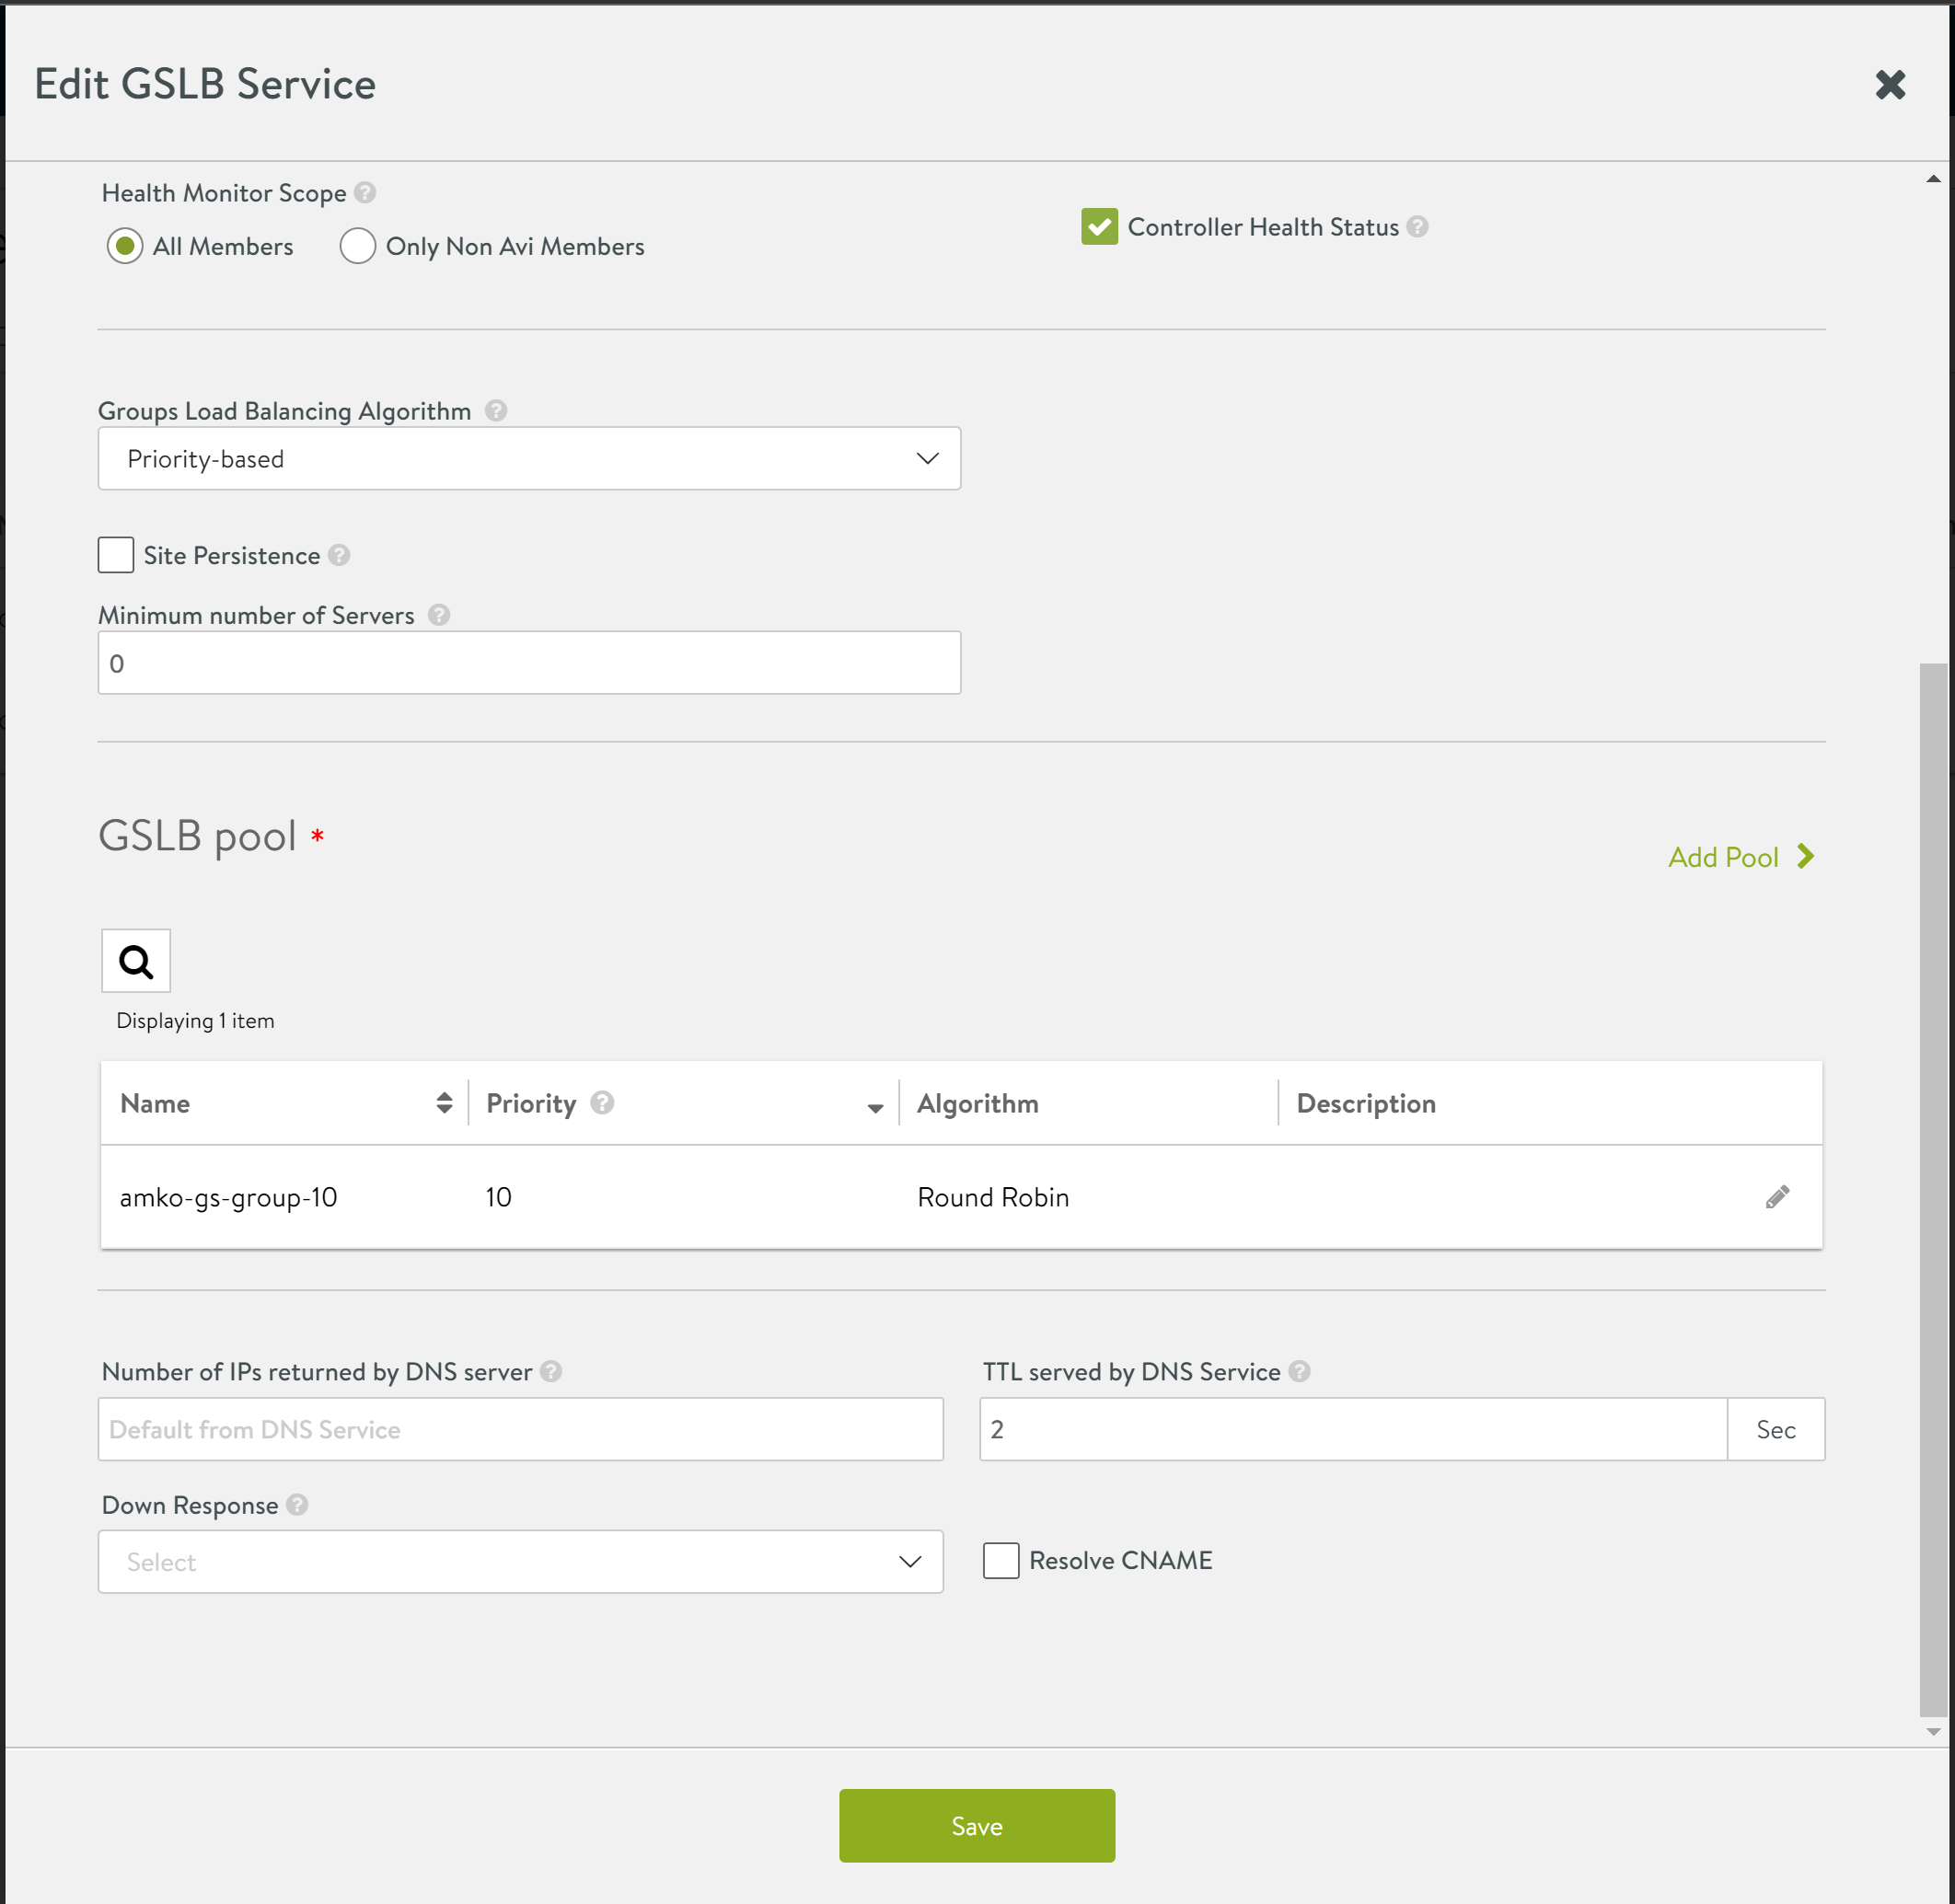 Edit GSLB Service
Health Monitor Scope
All Members Only Non Avi Members
Controller Health Status
Groups Load Balancing Algorithm
Priority-based
Site Persistence
Minimum number of Servers
0
GSLB pool *
Add Pool
Displaying 1 item
Name Priority Algorithm Description
amko-gs-group-10 10 Round Robin
Number of IPs returned by DNS server
Default from DNS Service
TTL served by DNS Service
2 Sec
Down Response
Select
Resolve CNAME
Save